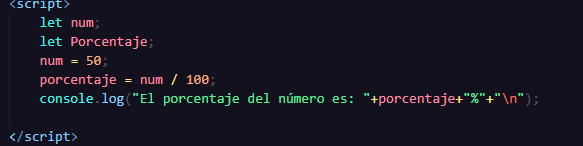 <script>
let num;
let Porcentaje;
num = 50;
porcentaje = num / 100;
console.log("El porcentaje del número es: "+porcentaje+"%"+"\n");
</script>